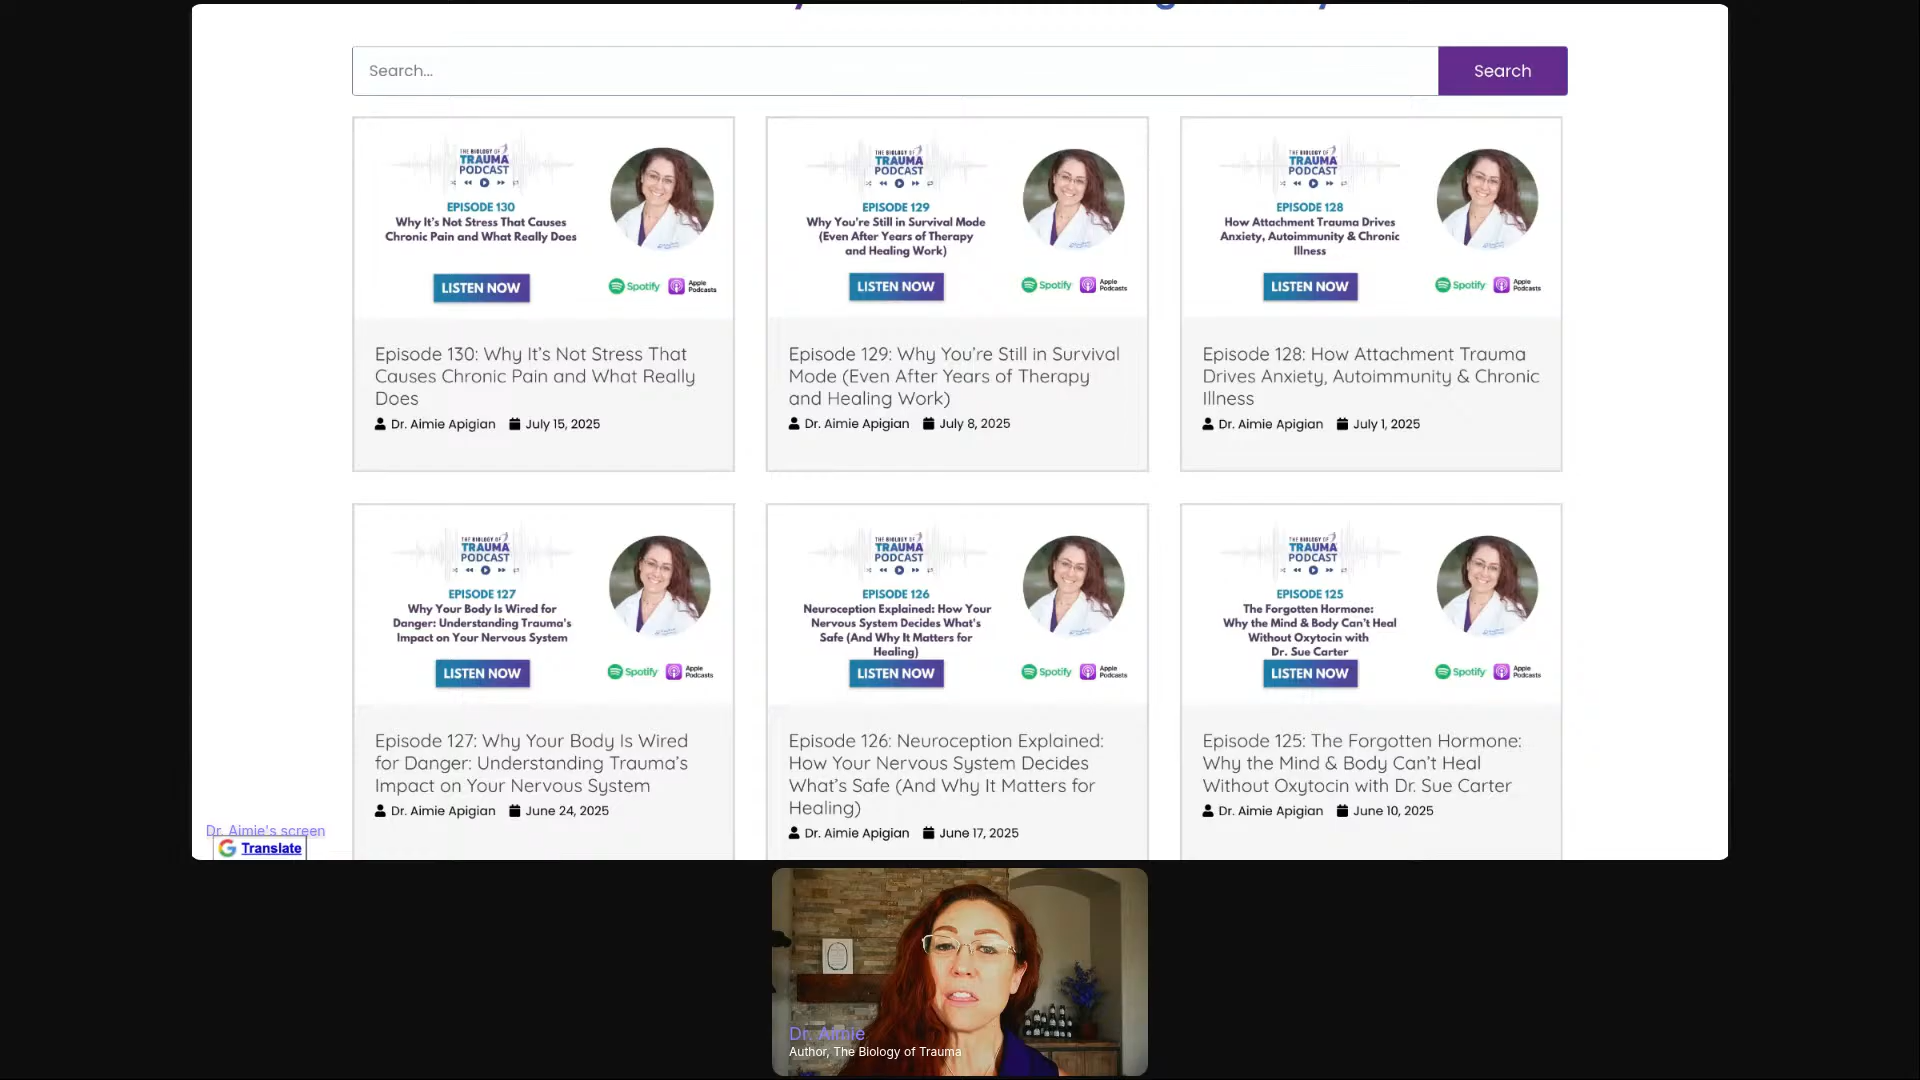 Search...
Search
THE BIOLOGY OF
TRAUMA
PODCAST
EPISODE 130
Why It's Not Stress That Causes
Chronic Pain and What Really Does
LISTEN NOW
Spotify
Apple
Podcasts
Episode 130: Why It's Not Stress That
Causes Chronic Pain and What Really
Does
Dr. Aimie Apigian July 15, 2025
THE BIOLOGY OF
TRAUMA
PODCAST
EPISODE 129
Why You're Still in Survival Mode
(Even After Years of Therapy
and Healing Work)
LISTEN NOW
Spotify
Apple
Podcasts
Episode 129: Why You're Still in Survival
Mode (Even After Years of Therapy
and Healing Work)
Dr. Aimie Apigian July 8, 2025
THE BIOLOGY OF
TRAUMA
PODCAST
EPISODE 128
How Attachment Trauma Drives
Anxiety, Autoimmunity & Chronic
Illness
LISTEN NOW
Spotify
Apple
Podcasts
Episode 128: How Attachment Trauma
Drives Anxiety, Autoimmunity & Chronic
Illness
Dr. Aimie Apigian July 1, 2025
THE BIOLOGY OF
TRAUMA
PODCAST
EPISODE 127
Why Your Body Is Wired for
Danger: Understanding Trauma's
Impact on Your Nervous System
LISTEN NOW
Spotify
Apple
Podcasts
Episode 127: Why Your Body Is Wired
for Danger: Understanding Trauma's
Impact on Your Nervous System
Dr. Aimie Apigian June 24, 2025
THE BIOLOGY OF
TRAUMA
PODCAST
EPISODE 126
Neuroception Explained: How Your
Nervous System Decides What's
Safe (And Why It Matters for
Healing)
LISTEN NOW
Spotify
Apple
Podcasts
Episode 126: Neuroception Explained:
How Your Nervous System Decides
What's Safe (And Why It Matters for
Healing)
Dr. Aimie Apigian June 17, 2025
THE BIOLOGY OF
TRAUMA
PODCAST
EPISODE 125
The Forgotten Hormone:
Why the Mind & Body Can't Heal
Without Oxytocin with
Dr. Sue Carter
LISTEN NOW
Spotify
Apple
Podcasts
Episode 125: The Forgotten Hormone:
Why the Mind & Body Can't Heal
Without Oxytocin with Dr. Sue Carter
Dr. Aimie Apigian June 10, 2025
Dr. Aimie's screen
Translate
Dr. Aimie
Author, The Biology of Trauma